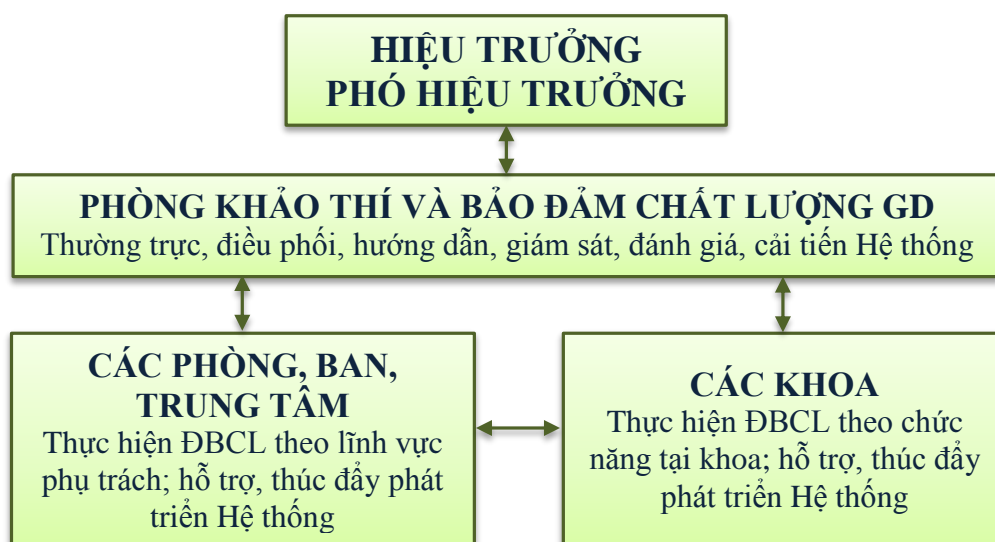 HIỆU TRƯỞNG
PHÓ HIỆU TRƯỞNG
PHÒNG KHẢO THÍ VÀ BẢO ĐẢM CHẤT LƯỢNG GD
Thường trực, điều phối, hướng dẫn, giám sát, đánh giá, cải tiến Hệ thống
CÁC PHÒNG, BAN,
TRUNG TÂM
Thực hiện ĐBCL theo lĩnh vực
phụ trách; hỗ trợ, thúc đẩy phát
triển Hệ thống
CÁC KHOA
Thực hiện ĐBCL theo chức
năng tại khoa; hỗ trợ, thúc đẩy
phát triển Hệ thống